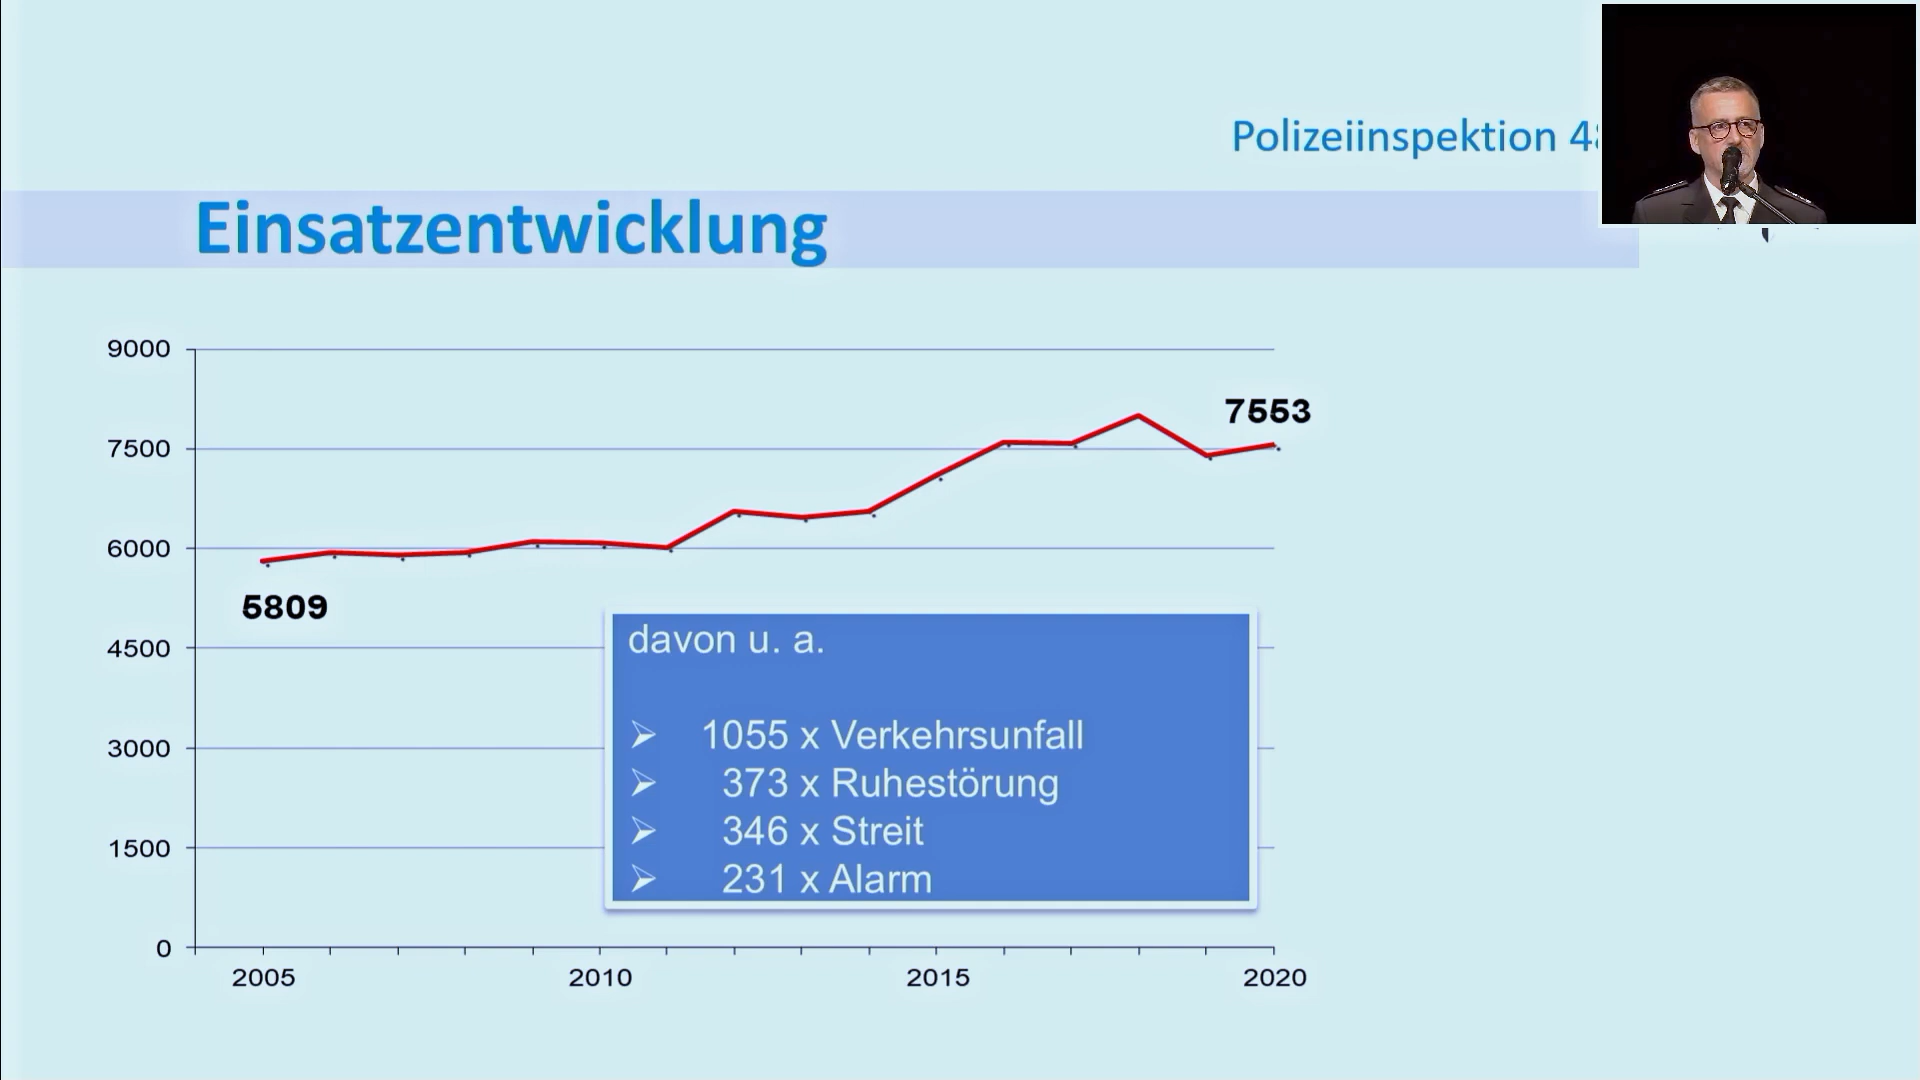 Polizeiinspektion
Einsatzentwicklung
9000
7500
6000
4500
3000
1500
0
7553
5809
davon u. a.
➢ 1055 x Verkehrsunfall
➢ 373 x Ruhestörung
➢ 346 x Streit
➢ 231 x Alarm
2005 2010 2015 2020